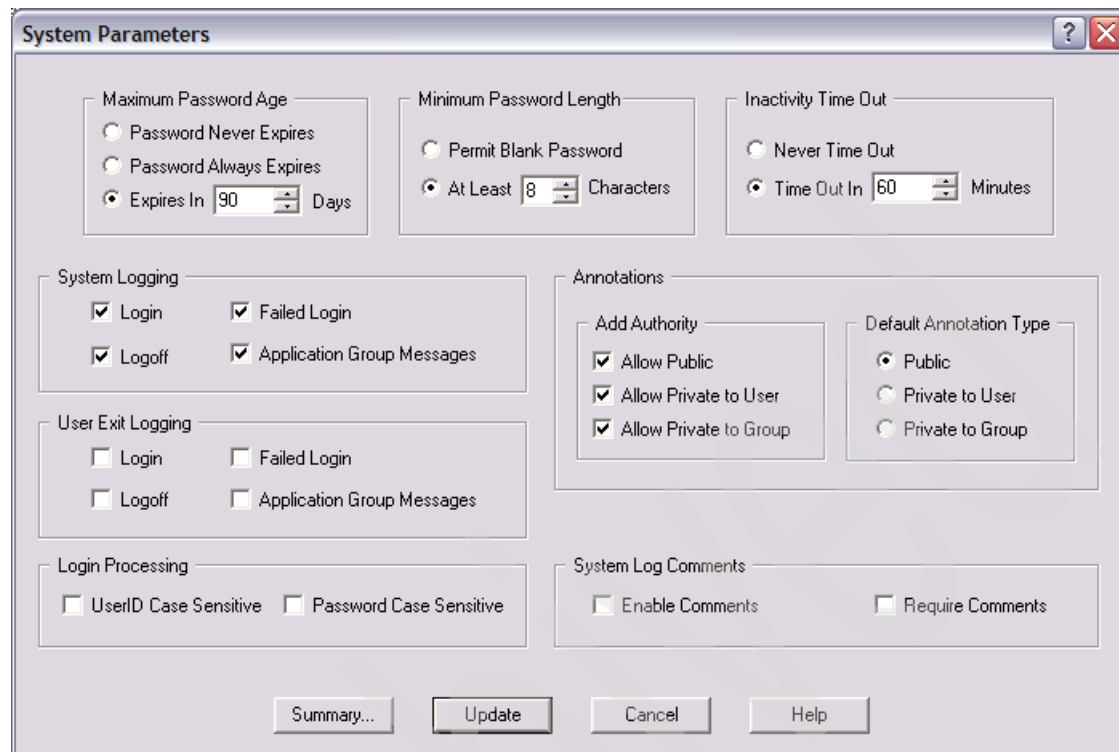 System Parameters
Maximum Password Age
Password Never Expires
Password Always Expires
Expires In 90 Days
Minimum Password Length
Permit Blank Password
At Least 8 Characters
Inactivity Time Out
Never Time Out
Time Out In 60 Minutes
System Logging
Login Failed Login
Logoff Application Group Messages
User Exit Logging
Login Failed Login
Logoff Application Group Messages
Annotations
Add Authority
Allow Public
Allow Private to User
Allow Private to Group
Default Annotation Type
Public
Private to User
Private to Group
Login Processing
UserID Case Sensitive Password Case Sensitive
System Log Comments
Enable Comments Require Comments
Summary... Update Cancel Help